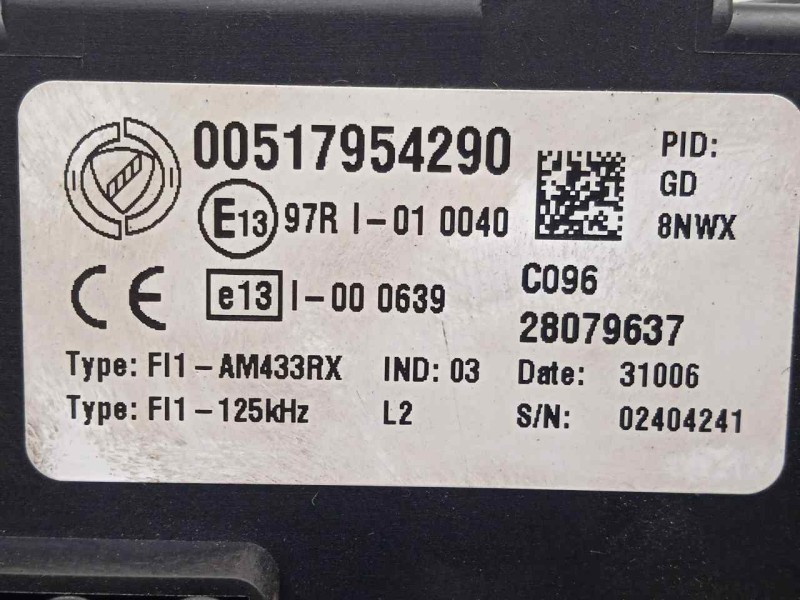 00517954290
PID:
GD
8NWX
E13 97R I-01 0040
CE e13 I-00 0639
C096
28079637
Type: FI1-AM433RX IND: 03 Date: 31006
Type: FI1-125kHz L2 S/N: 02404241